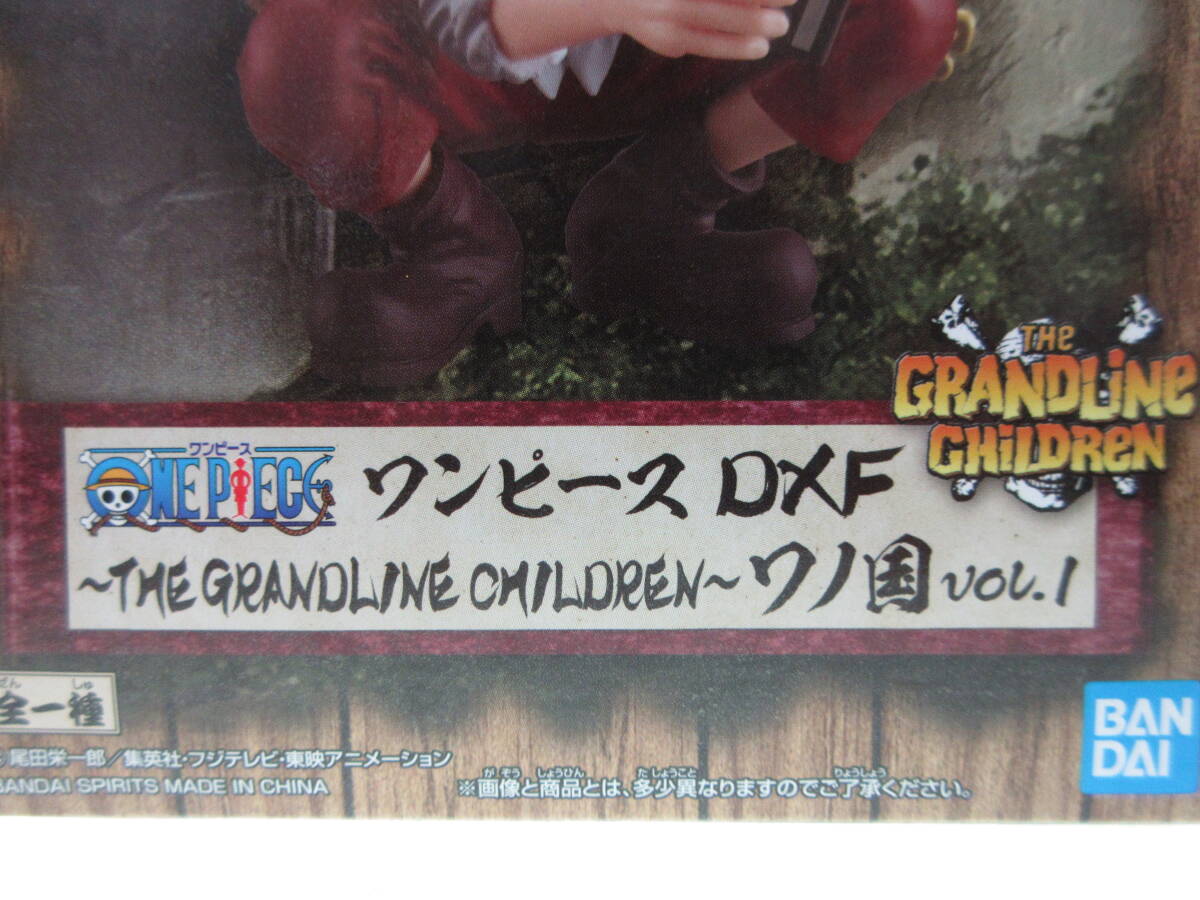 THE
GRANDLINE
CHILDREN
ワンピース
ONE PIECE
ワンピース DXF
~THE GRANDLINE CHILDREN~ ワノ国 VOL.1
ぜん しゅ
全一種
尾田栄一郎/集英社・フジテレビ・東映アニメーション
BANDAI SPIRITS MADE IN CHINA
がぞう しょうひん たしょうこと りょうしょう
※画像と商品とは、多少異なりますのでご了承ください。
BAN
DAI